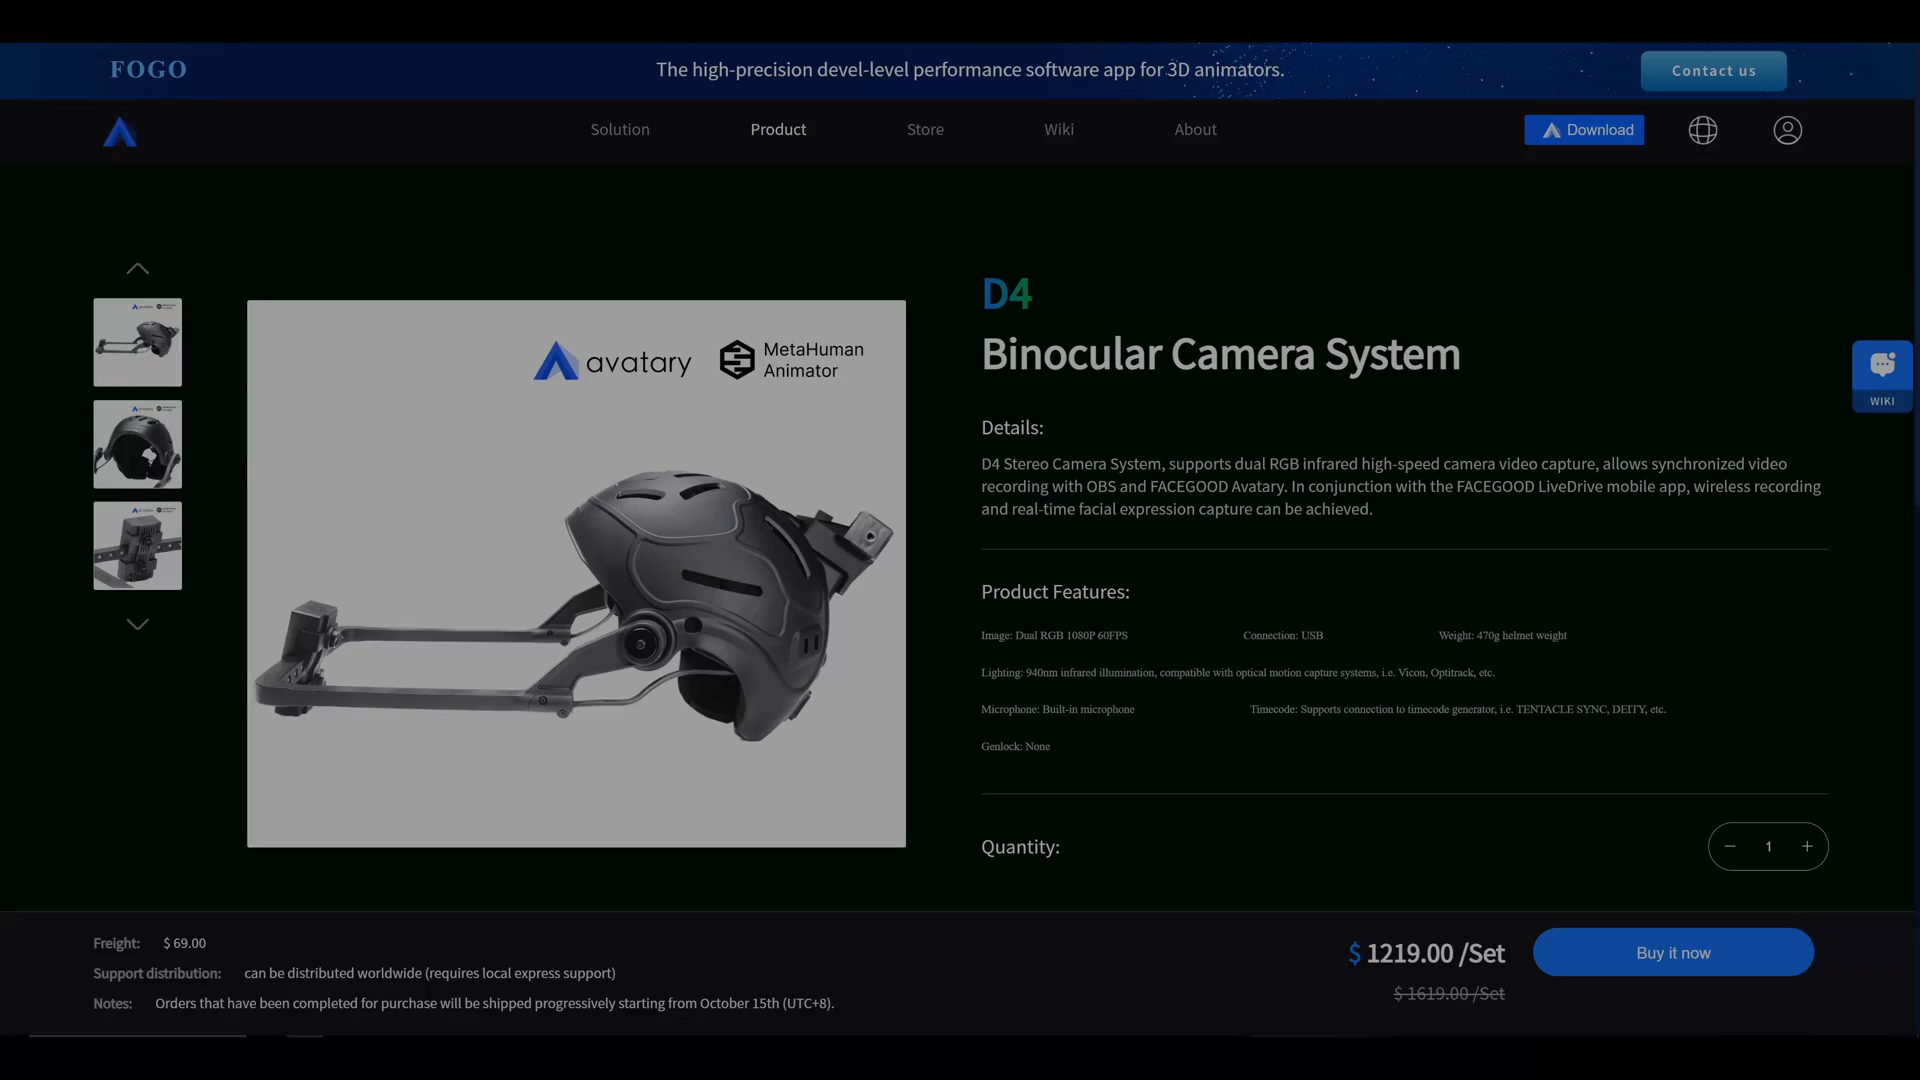 FOGO
The high-precision devel-level performance software app for 3D animators.
Contact us
Solution
Product
Store
Wiki
About
Download
D4
Binocular Camera System
avatary
MetaHuman
Animator
WIKI
Details:
D4 Stereo Camera System, supports dual RGB infrared high-speed camera video capture, allows synchronized video
recording with OBS and FACEGOOD Avatary. In conjunction with the FACEGOOD LiveDrive mobile app, wireless recording
and real-time facial expression capture can be achieved.
Product Features:
Image: Dual RGB 1080P 60FPS
Connection: USB
Weight: 470g helmet weight
Lighting: 940nm infrared illumination, compatible with optical motion capture systems, i.e. Vicon, Optitrack, etc.
Microphone: Built-in microphone
Timecode: Supports connection to timecode generator, i.e. TENTACLE SYNC, DEITY, etc.
Genlock: None
Quantity:
1
Freight: $ 69.00
Support distribution: can be distributed worldwide (requires local express support)
Notes: Orders that have been completed for purchase will be shipped progressively starting from October 15th (UTC+8).
$ 1219.00 /Set
$ 1619.00 /Set
Buy it now